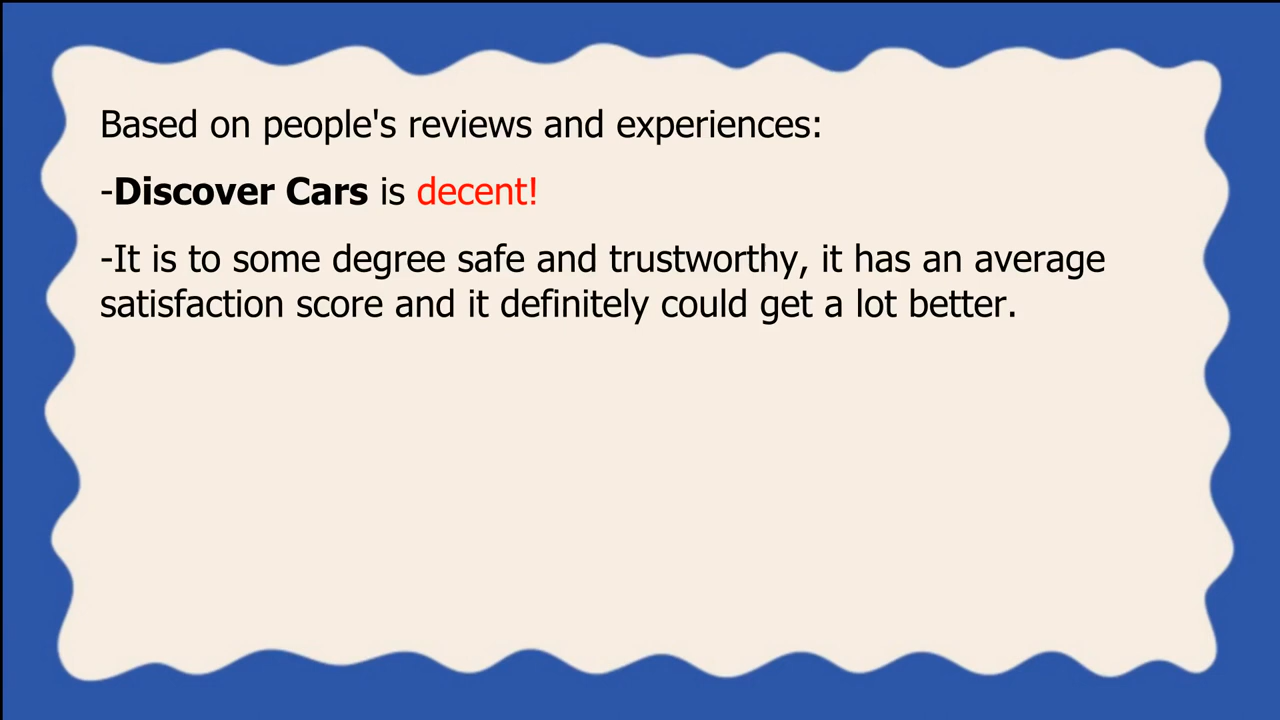 Based on people's reviews and experiences:
-Discover Cars is decent!
-It is to some degree safe and trustworthy, it has an average
satisfaction score and it definitely could get a lot better.